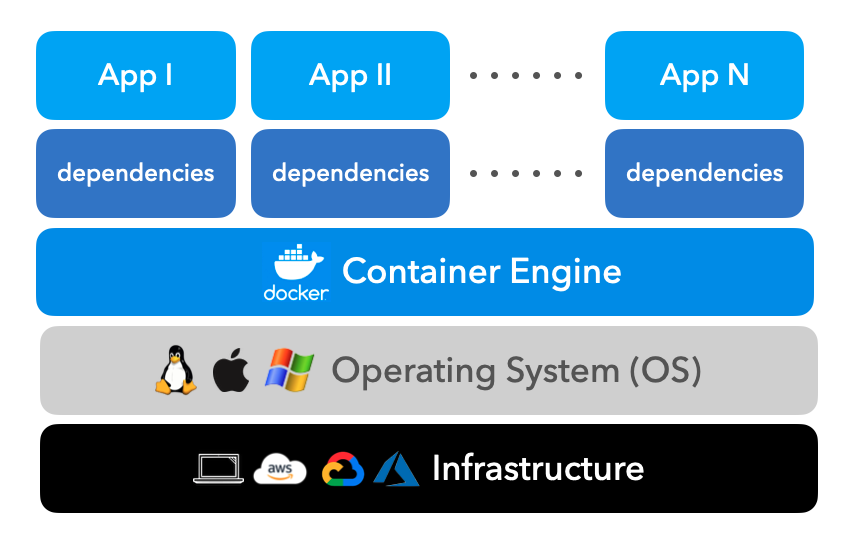 App I
App II
App N
dependencies
dependencies
dependencies
docker
Container Engine
Operating System (OS)
aws
Infrastructure